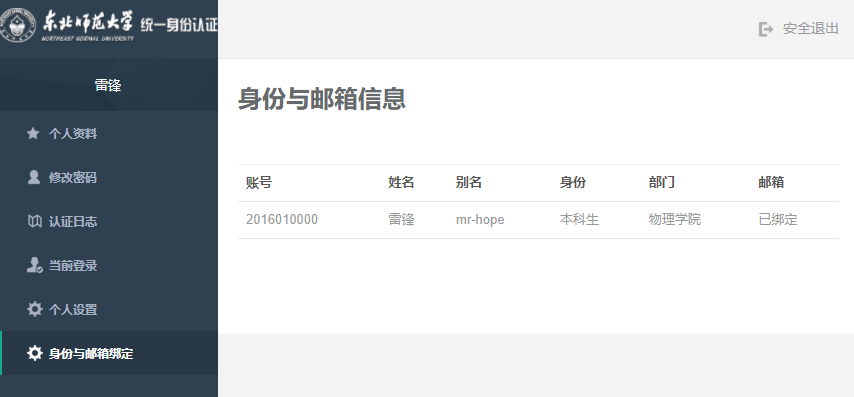 东北师范大学 统一身份认证
NORTHEAST NORMAL UNIVERSITY
安全退出
雷锋
个人资料
修改密码
认证日志
当前登录
个人设置
身份与邮箱绑定
身份与邮箱信息
账号 姓名 别名 身份 部门 邮箱
2016010000 雷锋 mr-hope 本科生 物理学院 已绑定